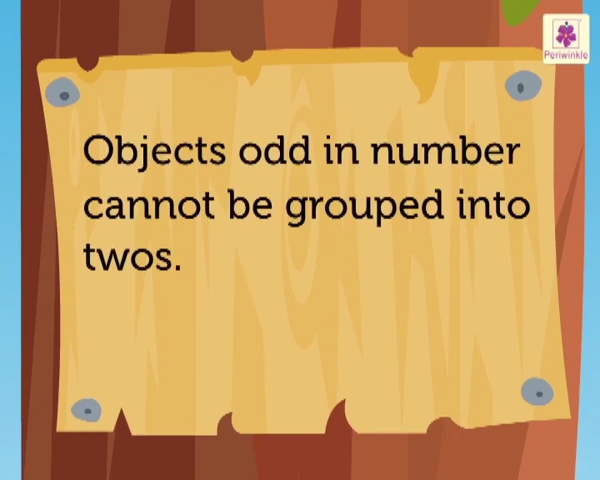 Periwinkle
Objects odd in number
cannot be grouped into
twos.